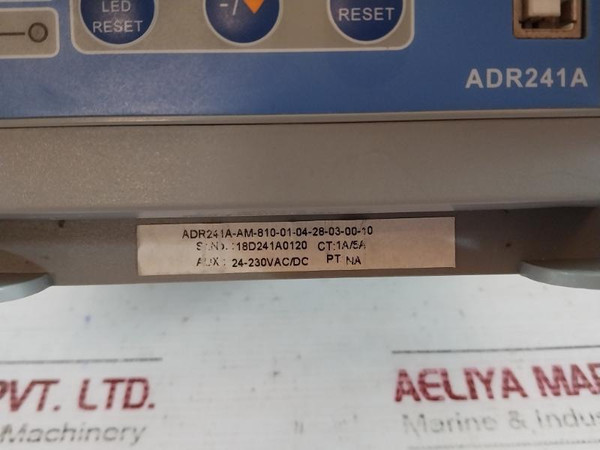 LED
RESET
-/
RESET
ADR241A
ADR241A-AM-810-01-04-28-03-00-10
Sr.No. :18D241A0120 CT:1A/5A
AUX : 24-230VAC/DC PT NA
PVT. LTD.
Machinery
AELIYA MAR
Marine & Indus